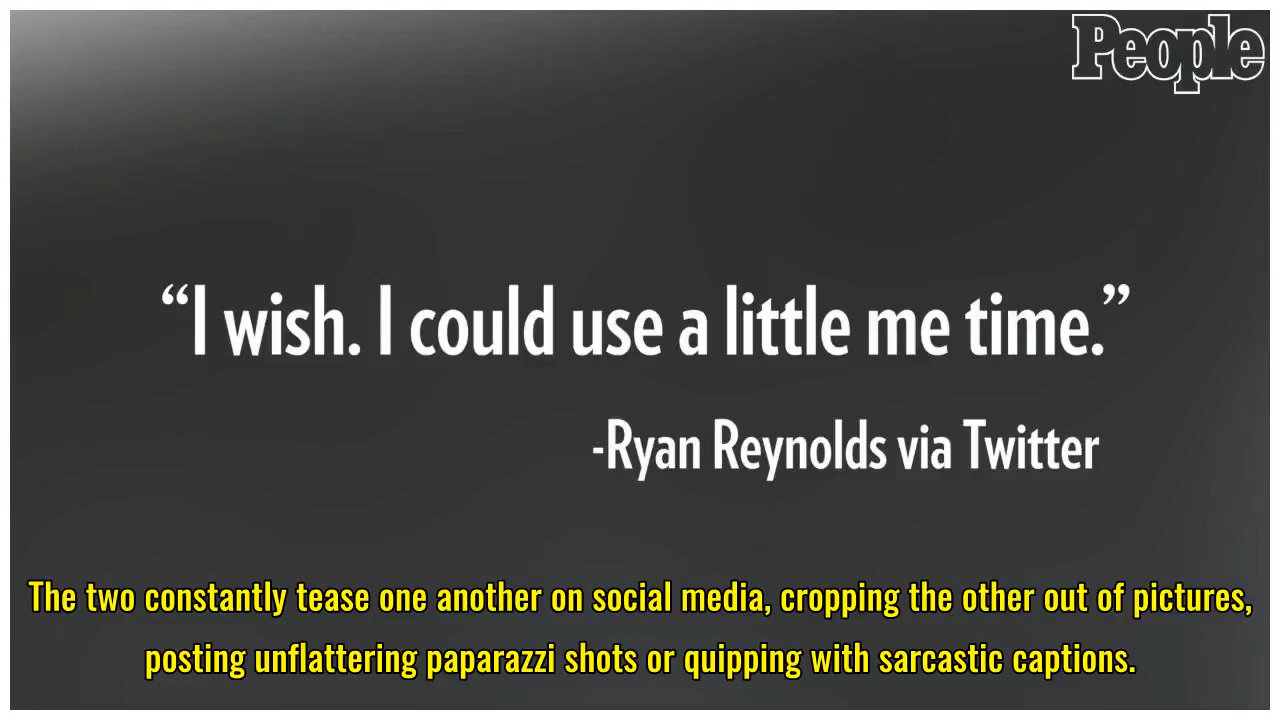 People
“I wish. I could use a little me time.”
-Ryan Reynolds via Twitter
The two constantly tease one another on social media, cropping the other out of pictures,
posting unflattering paparazzi shots or quipping with sarcastic captions.